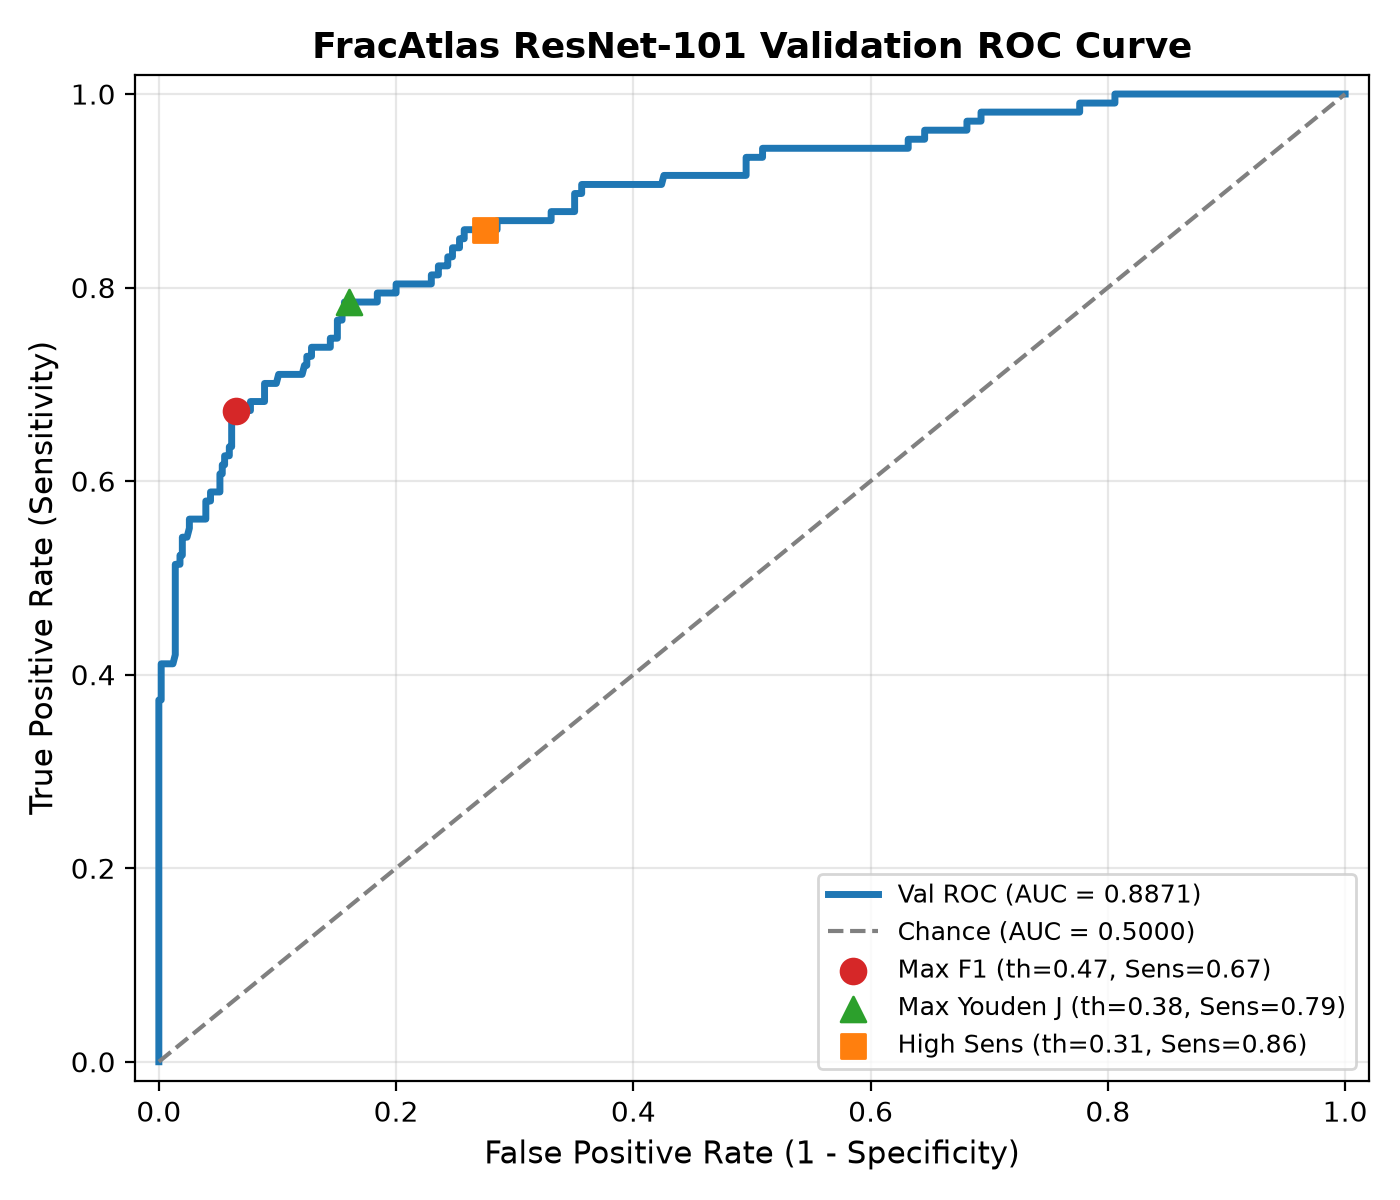 FracAtlas ResNet-101 Validation ROC Curve
True Positive Rate (Sensitivity)
1.0
0.8
0.6
0.4
0.2
0.0
Val ROC (AUC = 0.8871)
Chance (AUC = 0.5000)
Max F1 (th=0.47, Sens=0.67)
Max Youden J (th=0.38, Sens=0.79)
High Sens (th=0.31, Sens=0.86)
0.0 0.2 0.4 0.6 0.8 1.0
False Positive Rate (1 - Specificity)